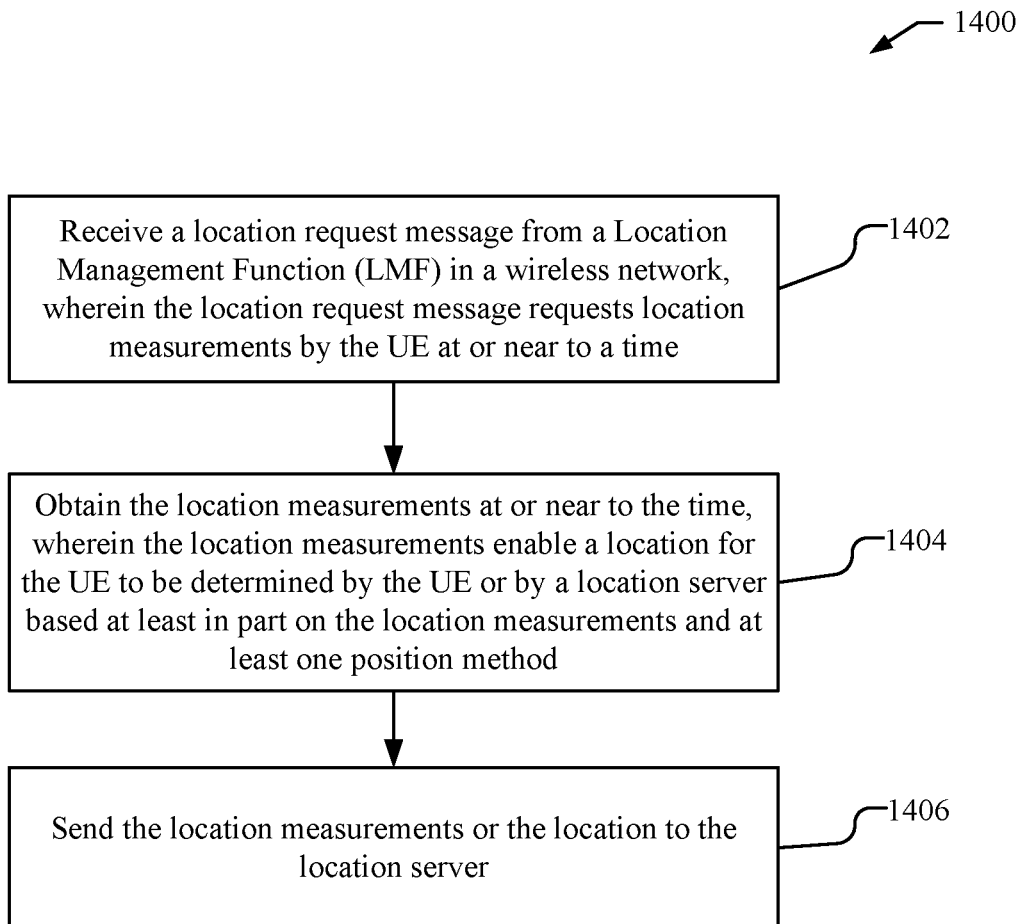 1400
Receive a location request message from a Location
Management Function (LMF) in a wireless network,
wherein the location request message requests location
measurements by the UE at or near to a time
1402
Obtain the location measurements at or near to the time,
wherein the location measurements enable a location for
the UE to be determined by the UE or by a location server
based at least in part on the location measurements and at
least one position method
1404
Send the location measurements or the location to the
location server
1406